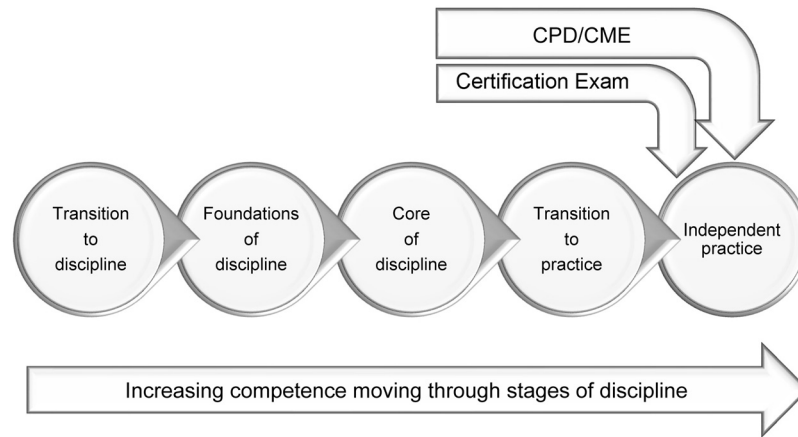 CPD/CME
Certification Exam
Transition
to
discipline
Foundations
of
discipline
Core
of
discipline
Transition
to
practice
Independent
practice
Increasing competence moving through stages of discipline